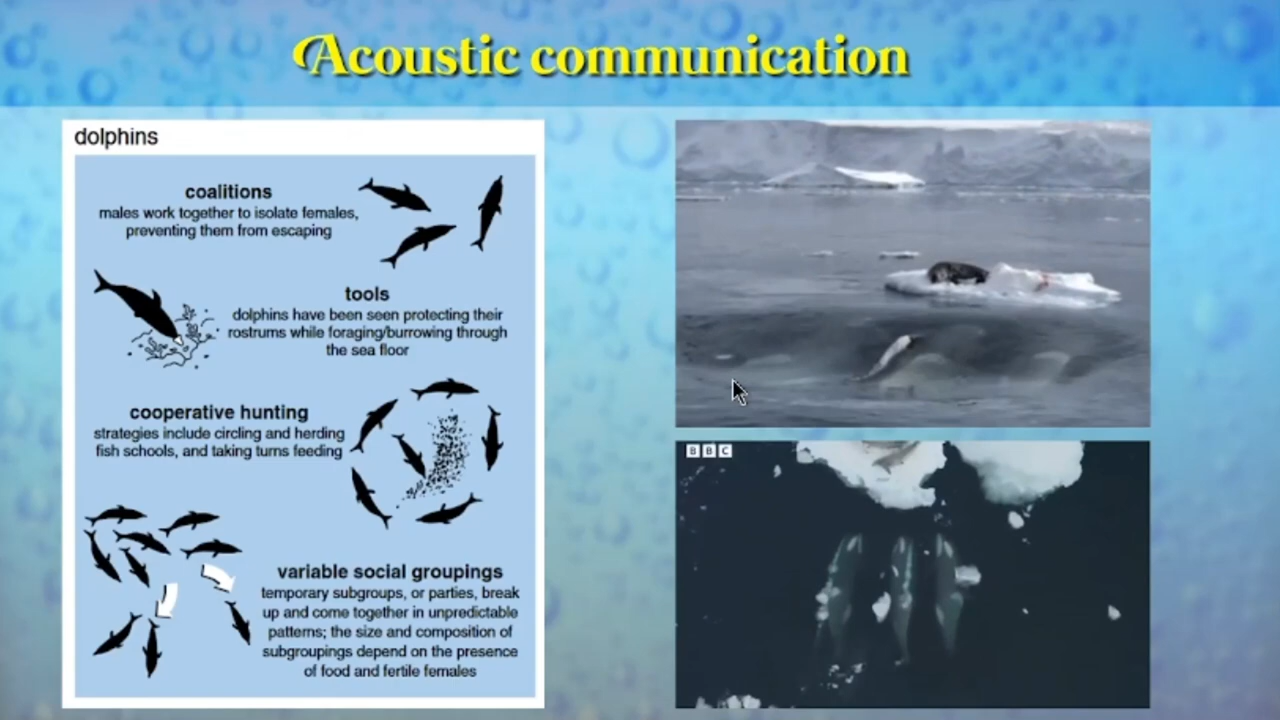 Acoustic communication
dolphins
coalitions
males work together to isolate females,
preventing them from escaping
tools
dolphins have been seen protecting their
rostrums while foraging/burrowing through
the sea floor
cooperative hunting
strategies include circling and herding
fish schools, and taking turns feeding
variable social groupings
temporary subgroups, or parties, break
up and come together in unpredictable
patterns; the size and composition of
subgroupings depend on the presence
of food and fertile females
BBC